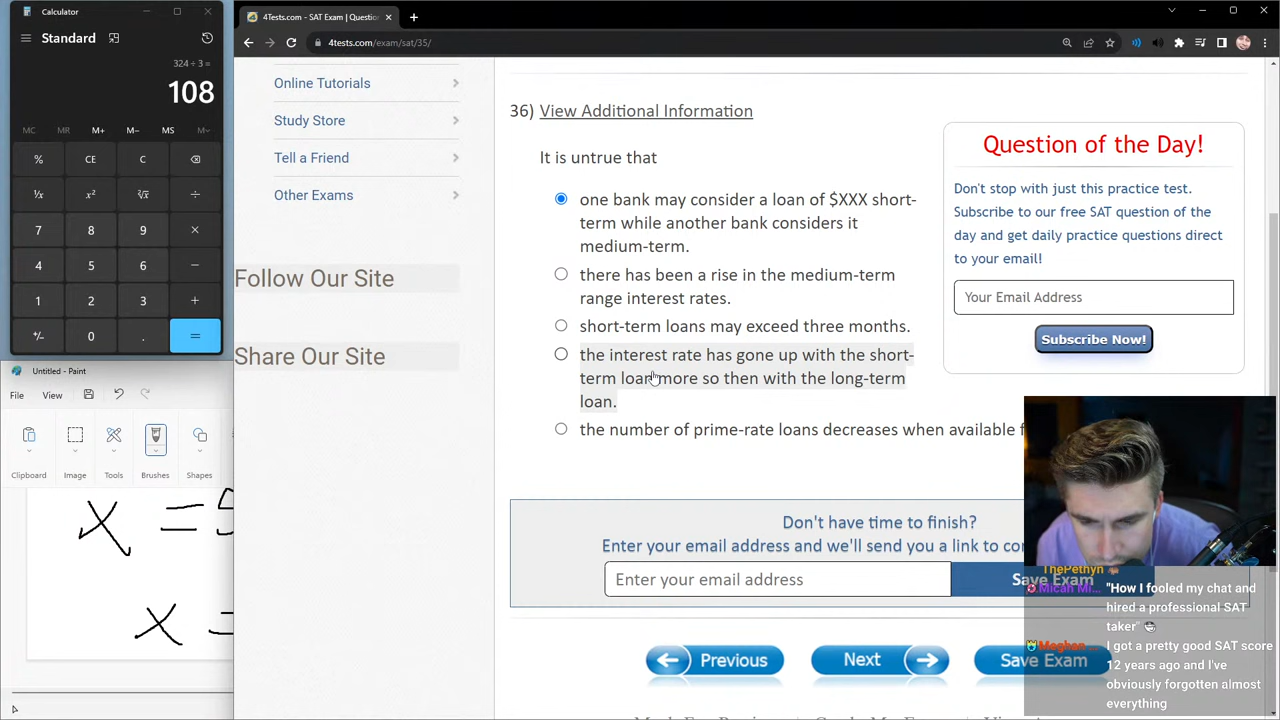 Calculator
Standard
324 ÷ 3 =
108
MC MR M+ M− MS M˅
% CE C
¹/x x² ²√x ÷
7 8 9 ×
4 5 6 −
1 2 3 +
+/− 0 . =
Untitled - Paint
File View
Clipboard Image Tools Brushes Shapes
x = 5
x =
4Tests.com - SAT Exam | Question
4tests.com/exam/sat/35/
Online Tutorials
Study Store
Tell a Friend
Other Exams
Follow Our Site
Share Our Site
36) View Additional Information
It is untrue that
one bank may consider a loan of $XXX short-
term while another bank considers it
medium-term.
there has been a rise in the medium-term
range interest rates.
short-term loans may exceed three months.
the interest rate has gone up with the short-
term loan more so then with the long-term
loan.
the number of prime-rate loans decreases when available f
Question of the Day!
Don't stop with just this practice test.
Subscribe to our free SAT question of the
day and get daily practice questions direct
to your email!
Your Email Address
Subscribe Now!
Don't have time to finish?
Enter your email address and we'll send you a link to co
Enter your email address
Save Exam
Previous
Next
Save Exam
ThePethyn
Micah Mi...
"How I fooled my chat and
hired a professional SAT
taker"
Meghan
I got a pretty good SAT score
12 years ago and I've
obviously forgotten almost
everything